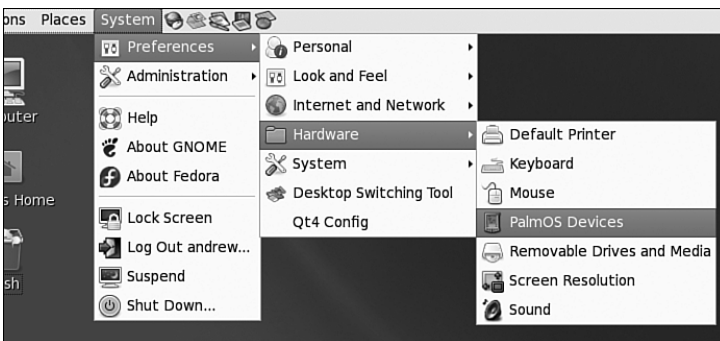 ons Places System
Preferences
Administration
Help
About GNOME
About Fedora
Lock Screen
Log Out andrew...
Suspend
Shut Down...
Personal
Look and Feel
Internet and Network
Hardware
System
Desktop Switching Tool
Qt4 Config
Default Printer
Keyboard
Mouse
PalmOS Devices
Removable Drives and Media
Screen Resolution
Sound
puter
s Home
sh